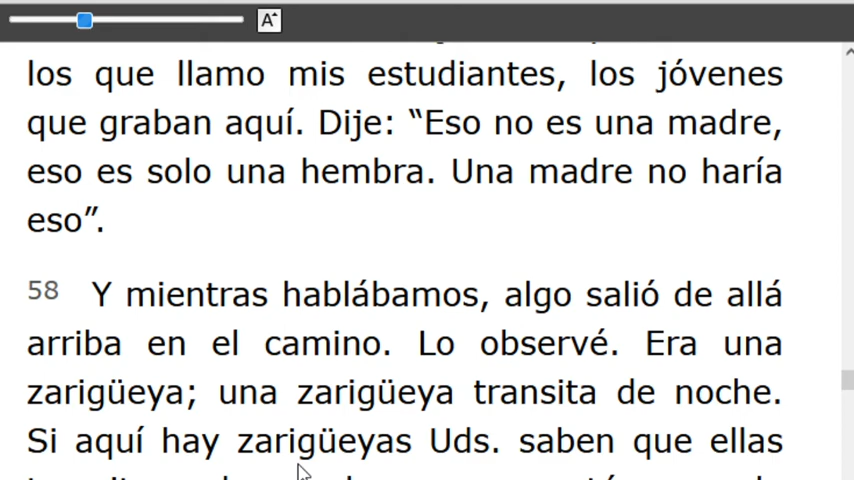 A
los que llamo mis estudiantes, los jóvenes
que graban aquí. Dije: “Eso no es una madre,
eso es solo una hembra. Una madre no haría
eso”.
58 Y mientras hablábamos, algo salió de allá
arriba en el camino. Lo observé. Era una
zarigüeya; una zarigüeya transita de noche.
Si aquí hay zarigüeyas Uds. saben que ellas